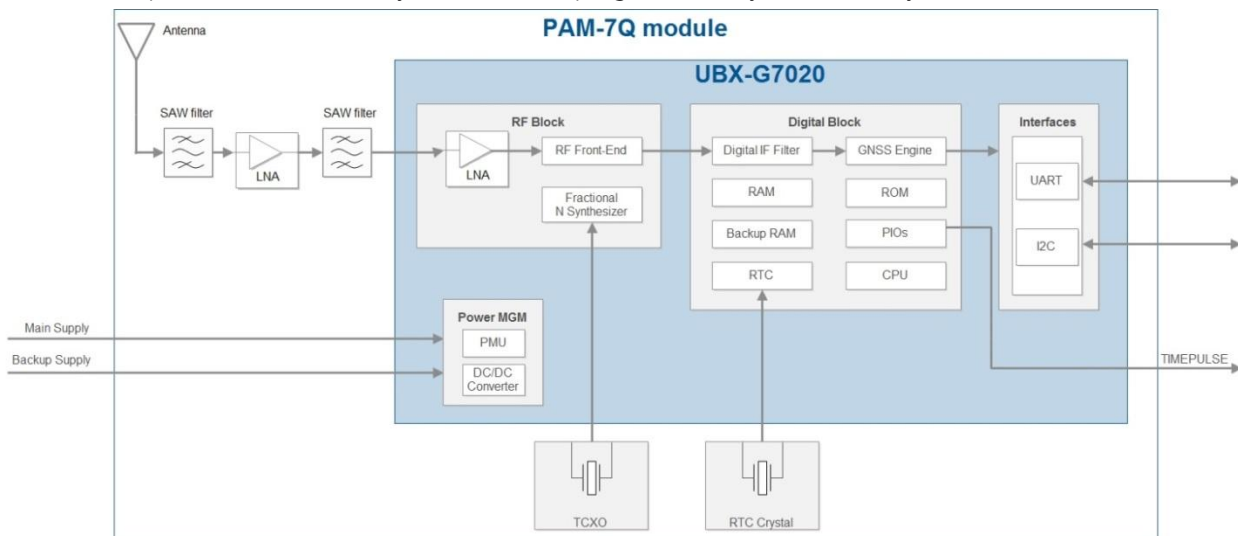 PAM-7Q module
Antenna
UBX-G7020
SAW filter
SAW filter
LNA
RF Block
LNA
RF Front-End
Fractional
N Synthesizer
Digital Block
Digital IF Filter
GNSS Engine
RAM
ROM
Backup RAM
PIOs
RTC
CPU
Interfaces
UART
I2C
Main Supply
Backup Supply
Power MGM
PMU
DC/DC
Converter
TIMEPULSE
TCXO
RTC Crystal